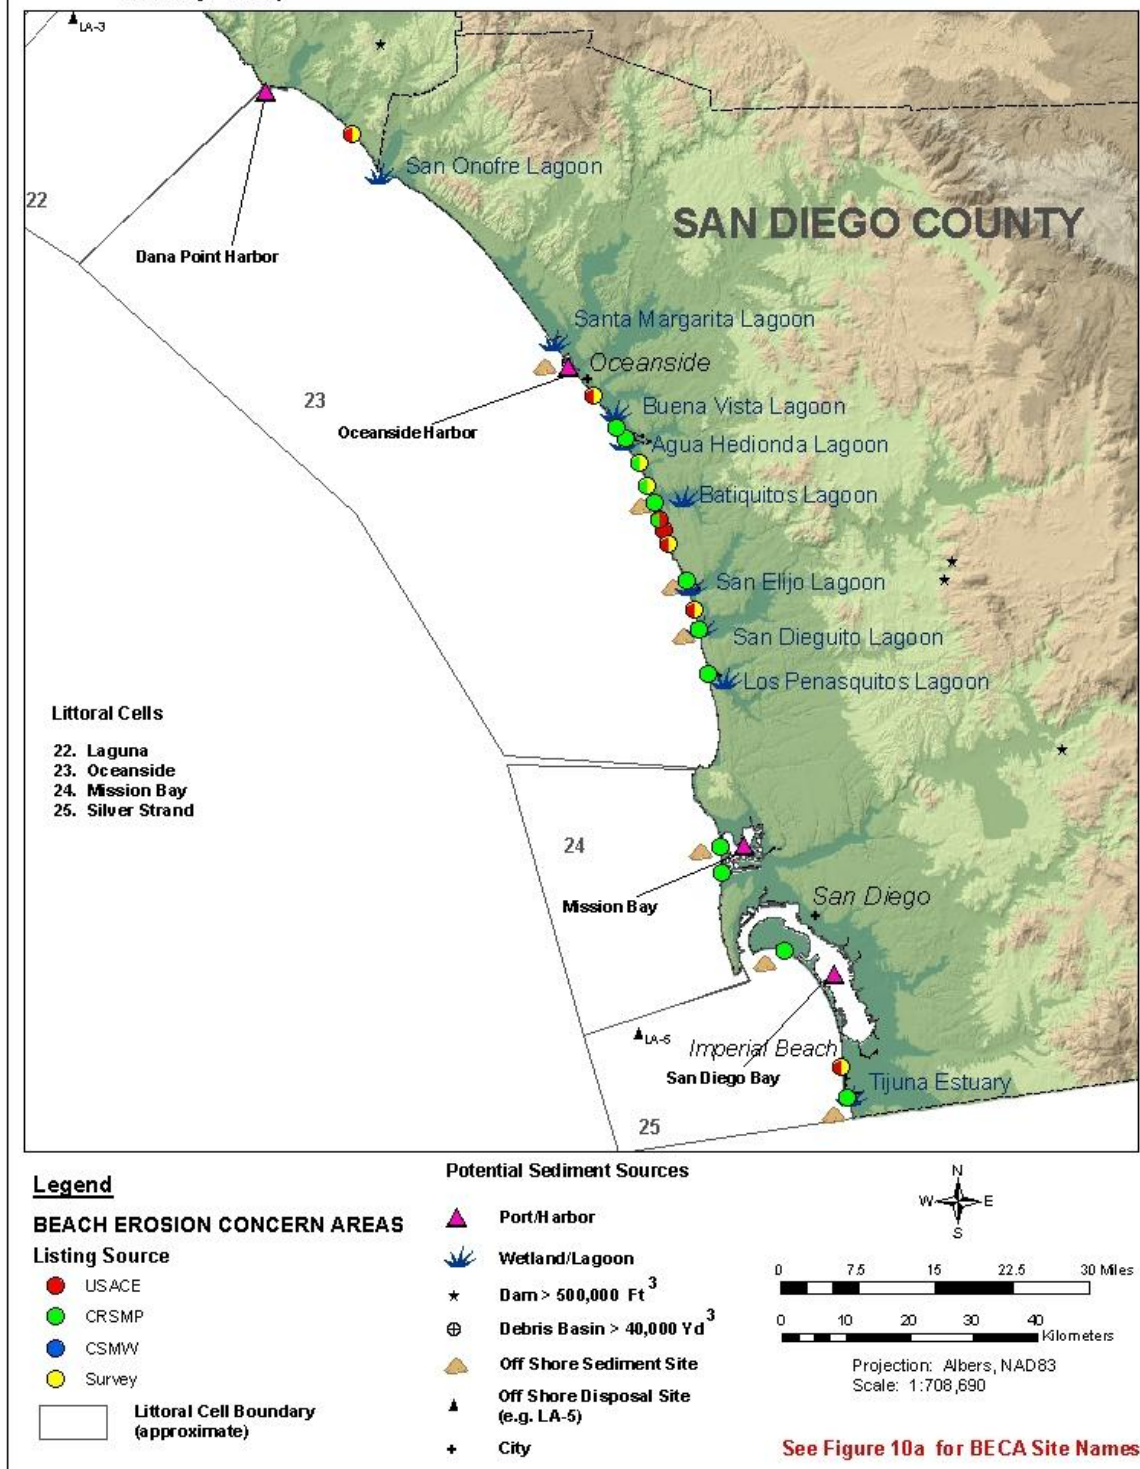 LA-3
San Onofre Lagoon
22
SAN DIEGO COUNTY
Dana Point Harbor
Santa Margarita Lagoon
Oceanside
23
Buena Vista Lagoon
Oceanside Harbor
Agua Hedionda Lagoon
Batiquitos Lagoon
San Elijo Lagoon
San Dieguito Lagoon
Los Penasquitos Lagoon
Littoral Cells
22. Laguna
23. Oceanside
24. Mission Bay
25. Silver Strand
24
San Diego
Mission Bay
LA-5
Imperial Beach
San Diego Bay
Tijuna Estuary
25
Legend
BEACH EROSION CONCERN AREAS
Listing Source
USACE
CRSMP
CSMW
Survey
Littoral Cell Boundary
(approximate)
Potential Sediment Sources
Port/Harbor
Wetland/Lagoon
Dam > 500,000 Ft³
Debris Basin > 40,000 Yd³
Off Shore Sediment Site
Off Shore Disposal Site
(e.g. LA-5)
City
N
W E
S
0 7.5 15 22.5 30 Miles
0 10 20 30 40
Kilometers
Projection: Albers, NAD83
Scale: 1:708,690
See Figure 10a for BECA Site Names